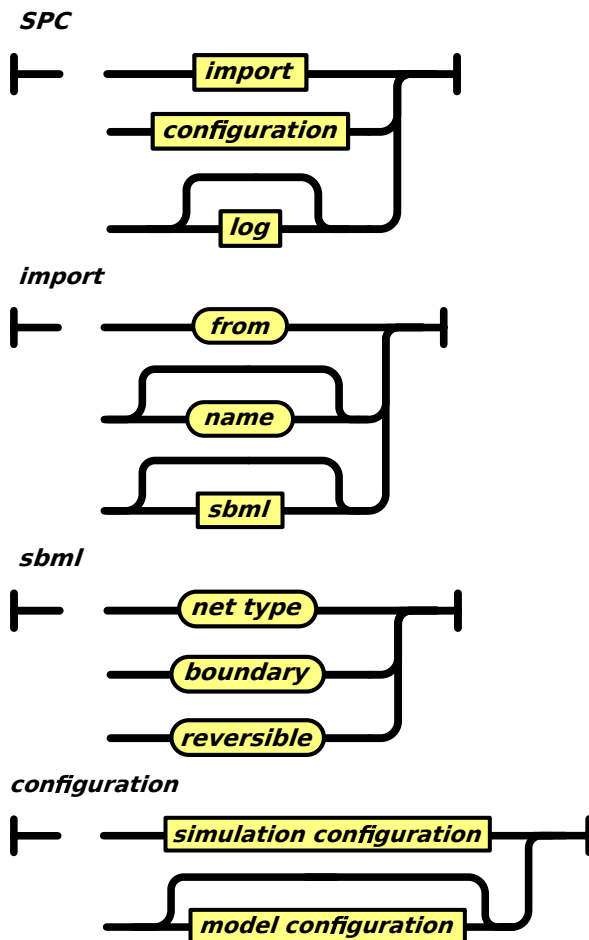 SPC
import
configuration
log
import
from
name
sbml
sbml
net type
boundary
reversible
configuration
simulation configuration
model configuration